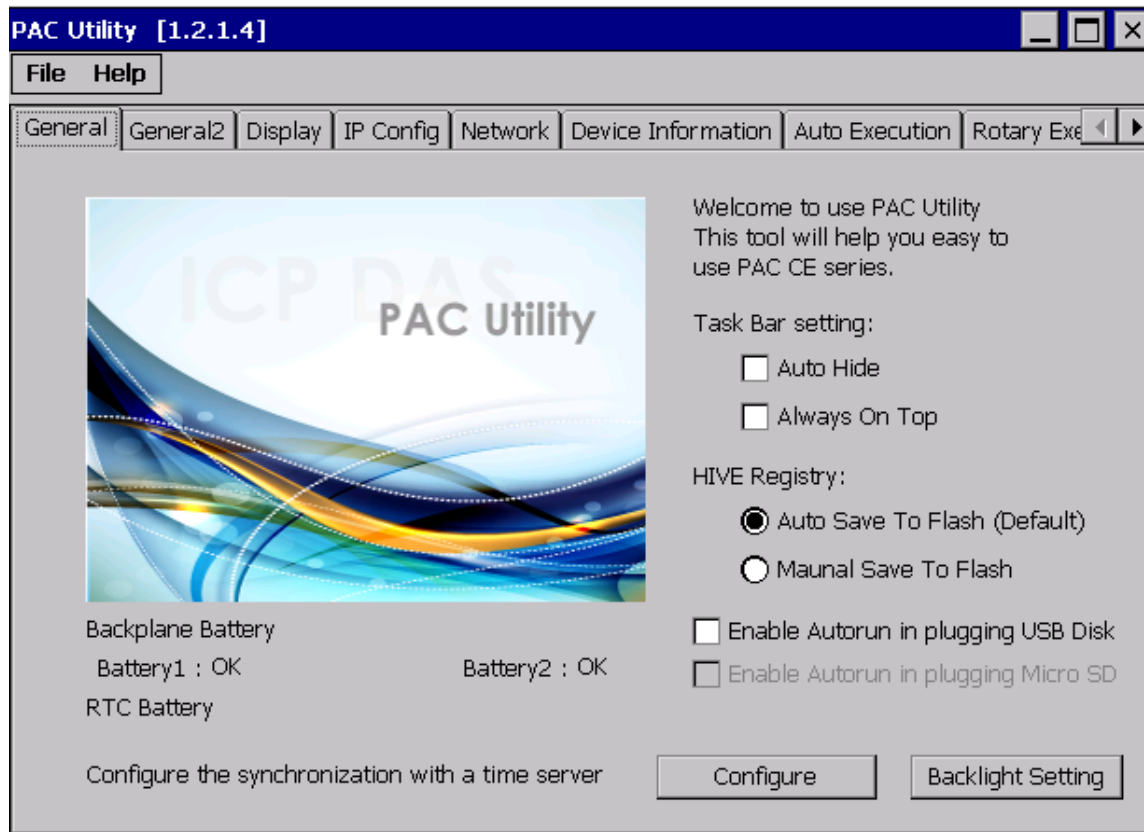 PAC Utility [1.2.1.4]
File Help
General General2 Display IP Config Network Device Information Auto Execution Rotary Exe
ICP DAS
PAC Utility
Welcome to use PAC Utility
This tool will help you easy to
use PAC CE series.
Task Bar setting:
Auto Hide
Always On Top
HIVE Registry:
Auto Save To Flash (Default)
Maunal Save To Flash
Enable Autorun in plugging USB Disk
Enable Autorun in plugging Micro SD
Backplane Battery
Battery1 : OK Battery2 : OK
RTC Battery
Configure the synchronization with a time server Configure Backlight Setting